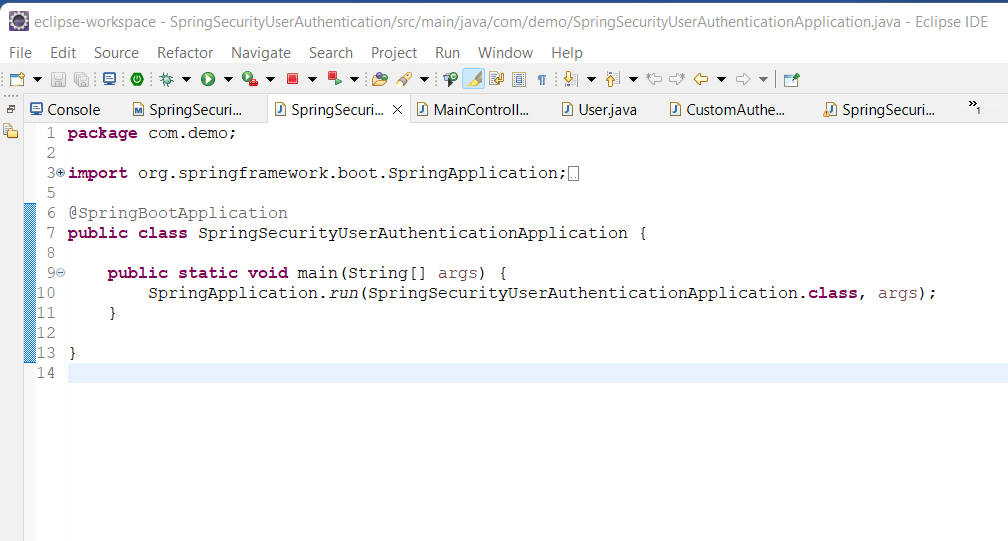 eclipse-workspace - SpringSecurityUserAuthentication/src/main/java/com/demo/SpringSecurityUserAuthenticationApplication.java - Eclipse IDE
File Edit Source Refactor Navigate Search Project Run Window Help
Console SpringSecuri... SpringSecuri... MainControll... User.java CustomAuthe... SpringSecuri... »1
1 package com.demo;
2
3 import org.springframework.boot.SpringApplication;
5
6 @SpringBootApplication
7 public class SpringSecurityUserAuthenticationApplication {
8
9     public static void main(String[] args) {
10         SpringApplication.run(SpringSecurityUserAuthenticationApplication.class, args);
11     }
12
13 }
14